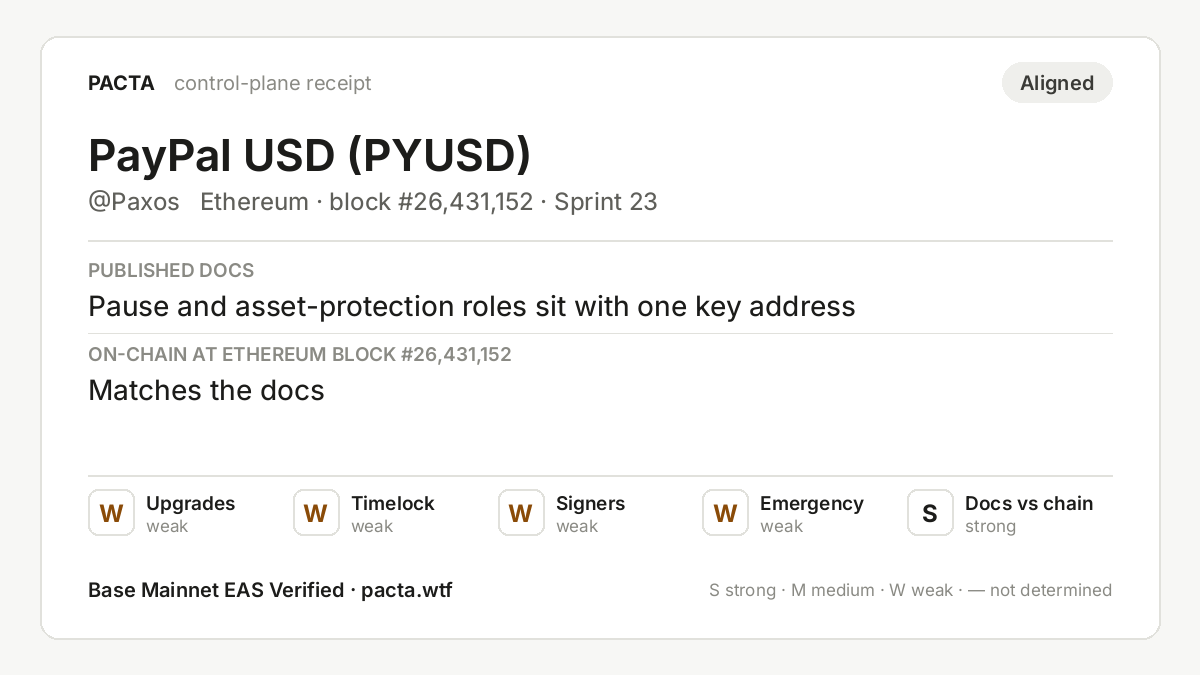 PACTA control-plane receipt Aligned
PayPal USD (PYUSD)
@Paxos Ethereum · block #26,431,152 · Sprint 23
PUBLISHED DOCS
Pause and asset-protection roles sit with one key address
ON-CHAIN AT ETHEREUM BLOCK #26,431,152
Matches the docs
W Upgrades weak
W Timelock weak
W Signers weak
W Emergency weak
S Docs vs chain strong
Base Mainnet EAS Verified · pacta.wtf
S strong · M medium · W weak · — not determined